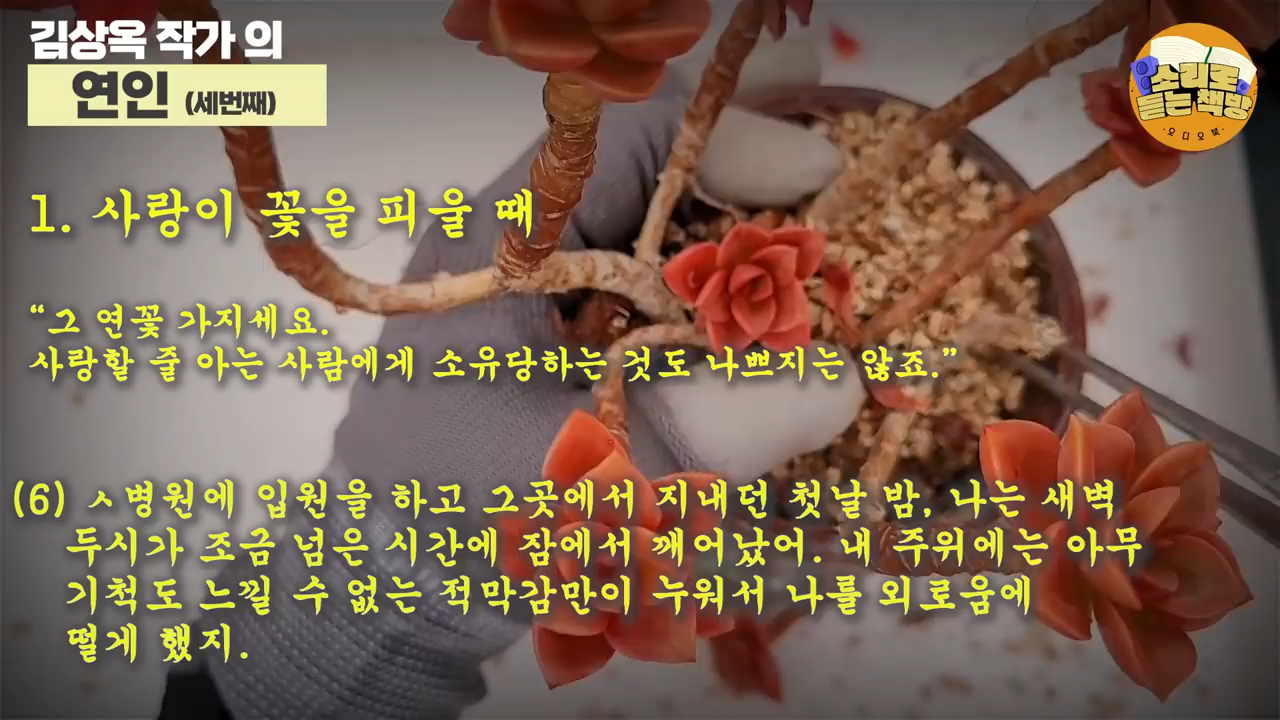 김상옥 작가 의
연인 (세번째)
소리로
듣는 책방
·오디오북·
1. 사랑이 꽃을 피울 때
“그 연꽃 가지세요.
사랑할 줄 아는 사람에게 소유당하는 것도 나쁘지는 않죠.”
(6) ㅅ병원에 입원을 하고 그곳에서 지내던 첫날 밤, 나는 새벽
두시가 조금 넘은 시간에 잠에서 깨어났어. 내 주위에는 아무
기척도 느낄 수 없는 적막감만이 누워서 나를 외로움에
떨게 했지.